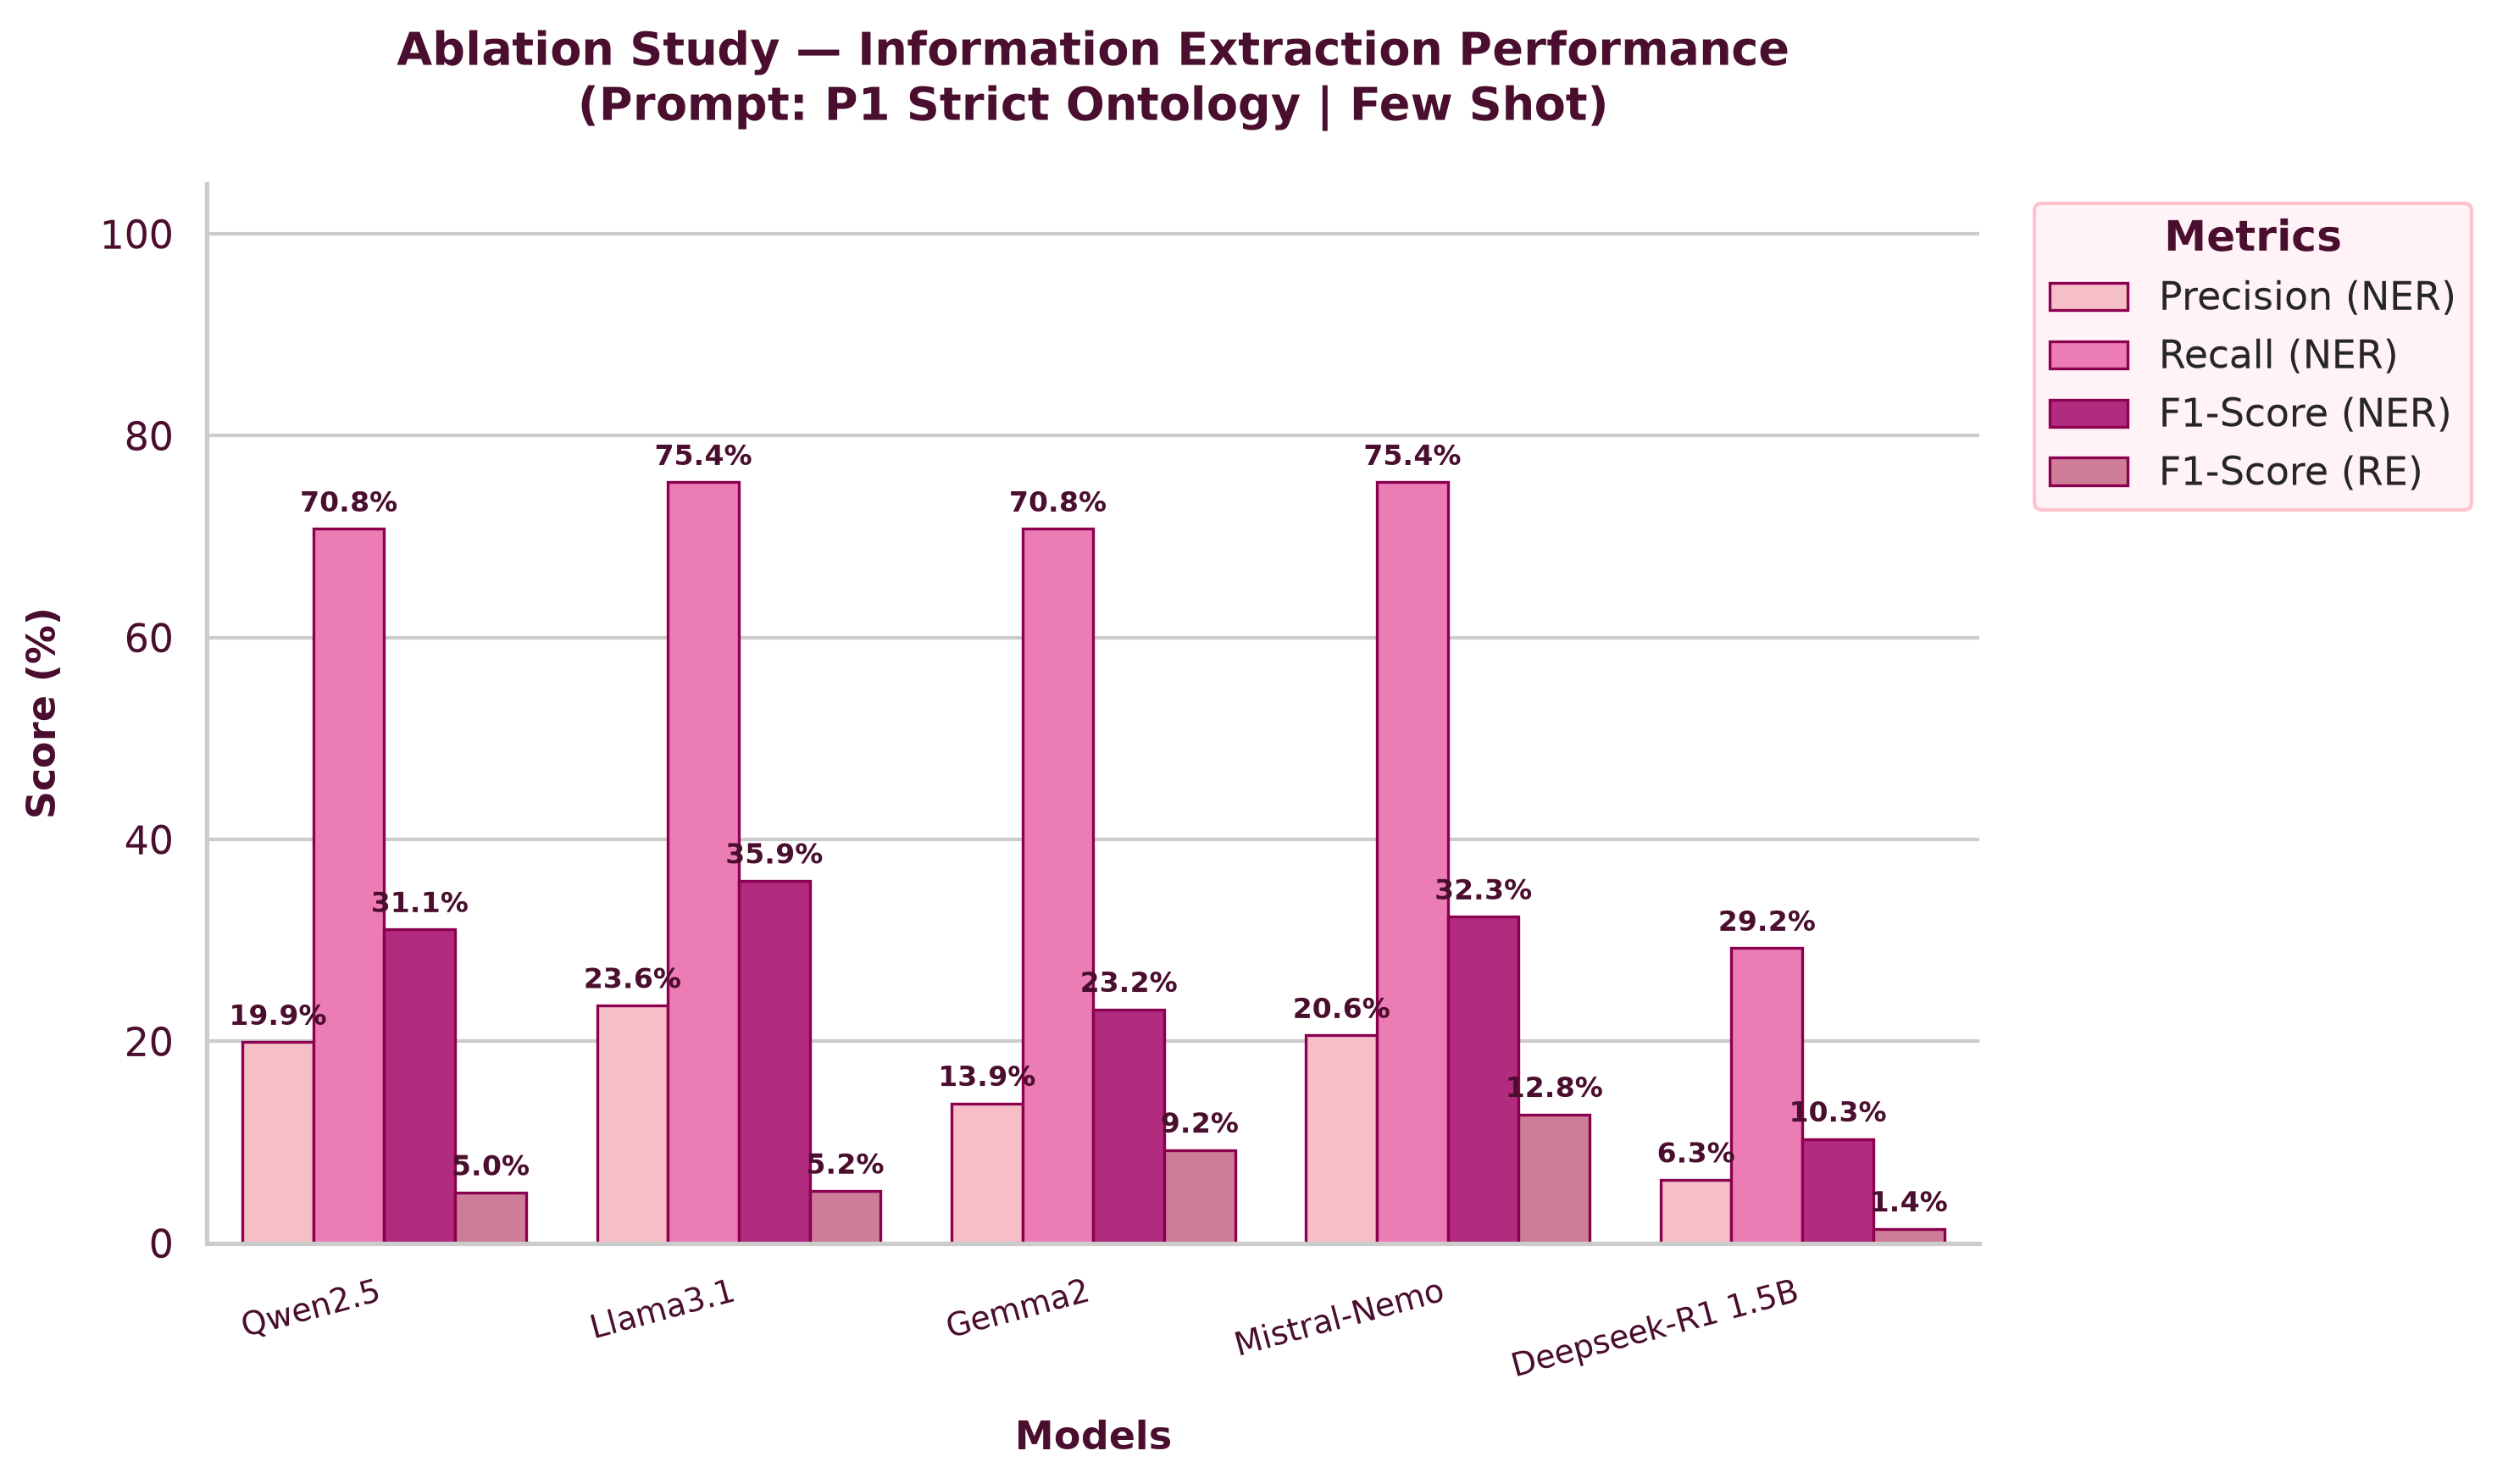 Ablation Study — Information Extraction Performance
(Prompt: P1 Strict Ontology | Few Shot)
Metrics
Precision (NER)
Recall (NER)
F1-Score (NER)
F1-Score (RE)
Score (%)
100
80
60
40
20
0
19.9%
70.8%
31.1%
5.0%
23.6%
75.4%
35.9%
5.2%
13.9%
70.8%
23.2%
9.2%
20.6%
75.4%
32.3%
12.8%
6.3%
29.2%
10.3%
1.4%
Qwen2.5
Llama3.1
Gemma2
Mistral-Nemo
Deepseek-R1 1.5B
Models